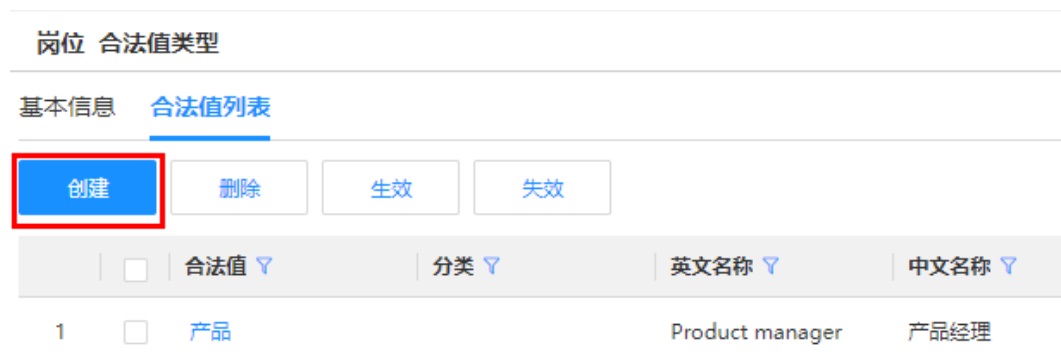 岗位 合法值类型
基本信息 合法值列表
创建 删除 生效 失效
合法值 分类 英文名称 中文名称
1 产品 Product manager 产品经理